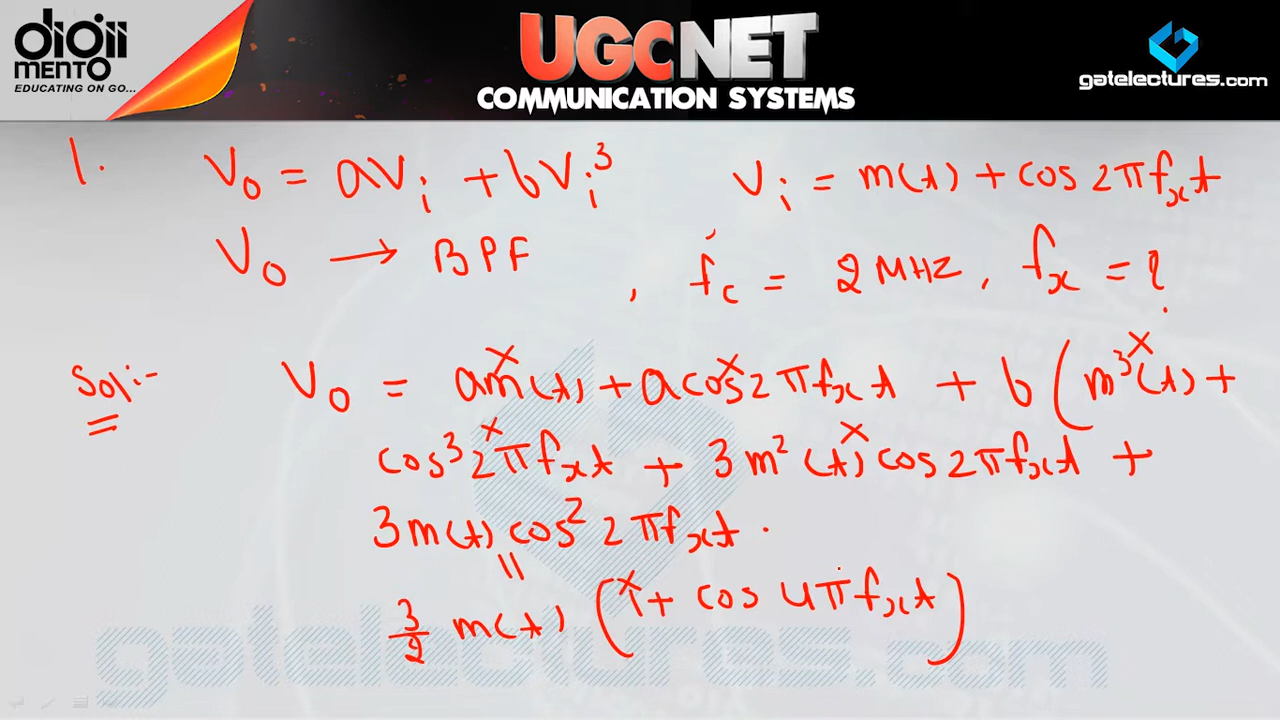 digii
mento
EDUCATING ON GO...
UGCNET
COMMUNICATION SYSTEMS
gatelectures.com
1. V₀ = aVᵢ + bVᵢ³ Vᵢ = m(t) + cos 2πfₓt
V₀ → BPF , f_c = 2 MHZ, fₓ = ?
Sol:- V₀ = am(t) + a cos 2πfₓt + b (m³(t) +
cos³ 2πfₓt + 3m²(t) cos 2πfₓt +
3m(t) cos² 2πfₓt .
3/2 m(t) (1 + cos 4πfₓt)
gatelectures.com